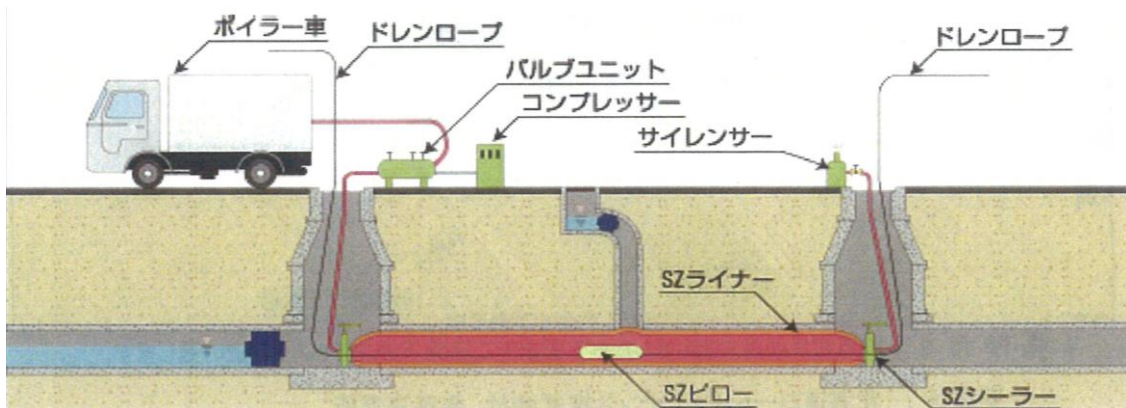 ボイラー車
ドレンロープ
バルブユニット
コンプレッサー
サイレンサー
ドレンロープ
SZライナー
SZピロー
SZシーラー